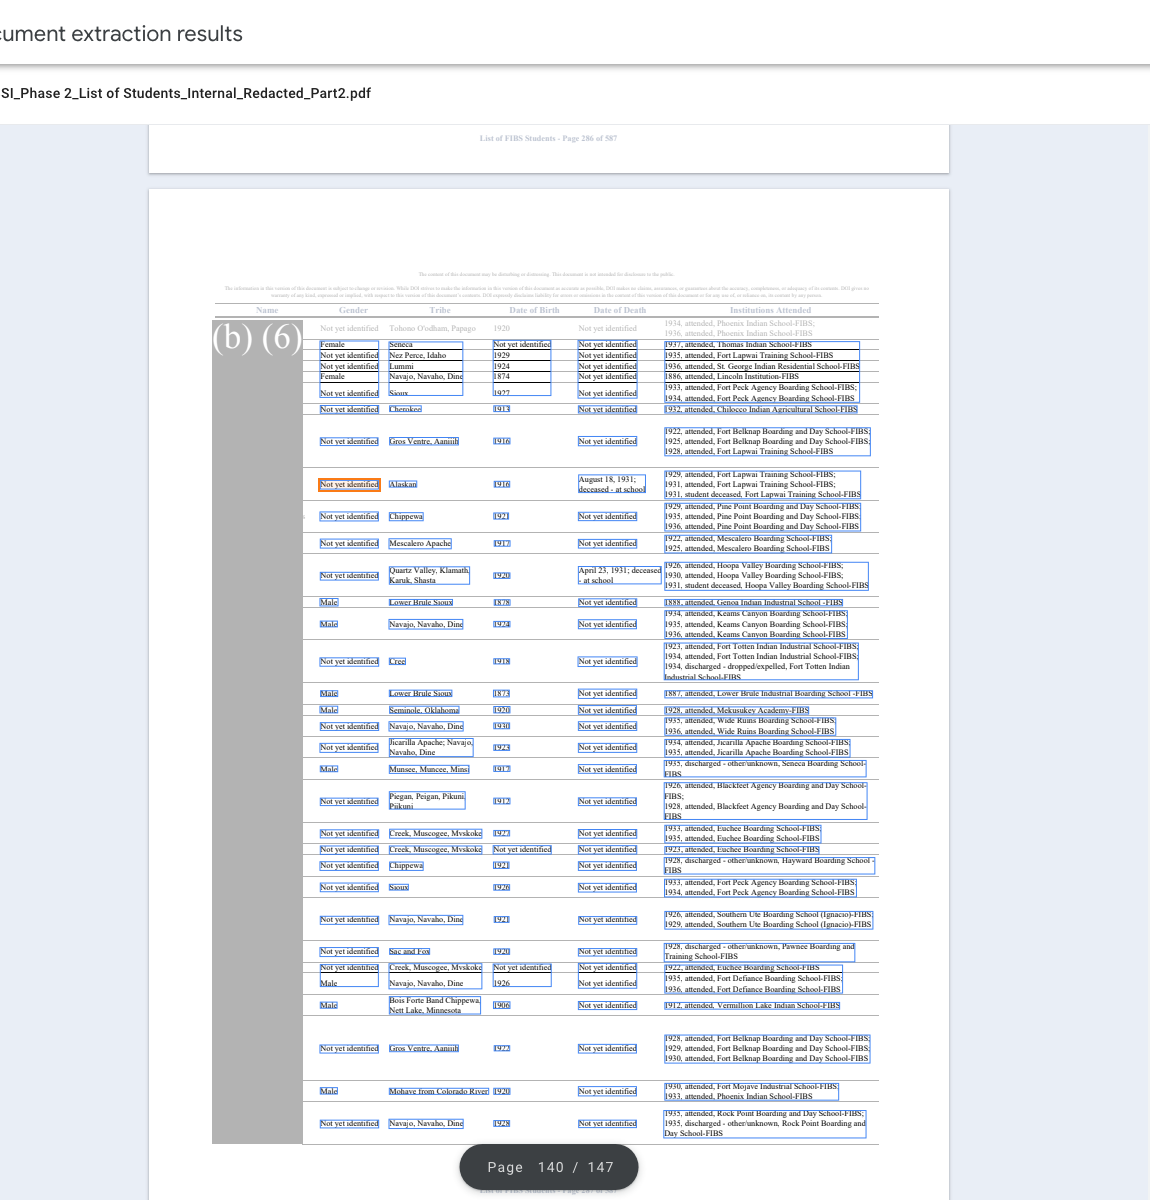 cument extraction results
SI_Phase 2_List of Students_Internal_Redacted_Part2.pdf
List of FIBS Students - Page 286 of 587
The content of this document may be disturbing or distressing. This document is not intended for disclosure to the public.
The information in this version of this document is subject to change or revision. While DOI strives to make the information in this version of this document as accurate as possible, DOI makes no claims, assurances, or guarantees about the accuracy, completeness, or adequacy of its contents. DOI gives no
warranty of any kind, expressed or implied, with respect to this version of this document's contents. DOI expressly disclaims liability for errors or omissions in the content of this version of this document or for any use of, or reliance on, its content by any person.
Name Gender Tribe Date of Birth Date of Death Institutions Attended
(b) (6)
Not yet identified Tohono O'odham, Papago 1920 Not yet identified 1934, attended, Phoenix Indian School-FIBS;
1936, attended, Phoenix Indian School-FIBS
Female Seneca Not yet identified Not yet identified 1937, attended, Thomas Indian School-FIBS
Not yet identified Nez Perce, Idaho 1929 Not yet identified 1935, attended, Fort Lapwai Training School-FIBS
Not yet identified Lummi 1924 Not yet identified 1936, attended, St. George Indian Residential School-FIBS
Female Navajo, Navaho, Dine 1874 Not yet identified 1886, attended, Lincoln Institution-FIBS
Not yet identified Sioux 1927 Not yet identified 1933, attended, Fort Peck Agency Boarding School-FIBS;
1934, attended, Fort Peck Agency Boarding School-FIBS
Not yet identified Cherokee 1913 Not yet identified 1932, attended, Chilocco Indian Agricultural School-FIBS
Not yet identified Gros Ventre, Aaniiih 1916 Not yet identified 1922, attended, Fort Belknap Boarding and Day School-FIBS;
1925, attended, Fort Belknap Boarding and Day School-FIBS;
1928, attended, Fort Lapwai Training School-FIBS
Not yet identified Alaskan 1916 August 18, 1931;
deceased - at school
1929, attended, Fort Lapwai Training School-FIBS;
1931, attended, Fort Lapwai Training School-FIBS;
1931, student deceased, Fort Lapwai Training School-FIBS
Not yet identified Chippewa 1921 Not yet identified 1929, attended, Pine Point Boarding and Day School-FIBS;
1935, attended, Pine Point Boarding and Day School-FIBS;
1936, attended, Pine Point Boarding and Day School-FIBS
Not yet identified Mescalero Apache 1917 Not yet identified 1922, attended, Mescalero Boarding School-FIBS;
1925, attended, Mescalero Boarding School-FIBS
Not yet identified Quartz Valley, Klamath,
Karuk, Shasta
1920 April 23, 1931; deceased
- at school
1926, attended, Hoopa Valley Boarding School-FIBS;
1930, attended, Hoopa Valley Boarding School-FIBS;
1931, student deceased, Hoopa Valley Boarding School-FIBS
Male Lower Brule Sioux 1878 Not yet identified 1888, attended, Genoa Indian Industrial School -FIBS
Male Navajo, Navaho, Dine 1924 Not yet identified 1934, attended, Keams Canyon Boarding School-FIBS;
1935, attended, Keams Canyon Boarding School-FIBS;
1936, attended, Keams Canyon Boarding School-FIBS
Not yet identified Cree 1918 Not yet identified 1923, attended, Fort Totten Indian Industrial School-FIBS;
1934, attended, Fort Totten Indian Industrial School-FIBS;
1934, discharged - dropped/expelled, Fort Totten Indian
Industrial School-FIBS
Male Lower Brule Sioux 1873 Not yet identified 1887, attended, Lower Brule Industrial Boarding School -FIBS
Male Seminole, Oklahoma 1920 Not yet identified 1928, attended, Mekusukey Academy-FIBS
Not yet identified Navajo, Navaho, Dine 1930 Not yet identified 1935, attended, Wide Ruins Boarding School-FIBS;
1936, attended, Wide Ruins Boarding School-FIBS
Not yet identified Jicarilla Apache; Navajo,
Navaho, Dine
1923 Not yet identified 1934, attended, Jicarilla Apache Boarding School-FIBS;
1935, attended, Jicarilla Apache Boarding School-FIBS
Male Munsee, Muncee, Minsi 1917 Not yet identified 1935, discharged - other/unknown, Seneca Boarding School-
FIBS
Not yet identified Piegan, Peigan, Pikuni,
Piikuni
1912 Not yet identified 1926, attended, Blackfeet Agency Boarding and Day School-
FIBS;
1928, attended, Blackfeet Agency Boarding and Day School-
FIBS
Not yet identified Creek, Muscogee, Mvskoke 1927 Not yet identified 1933, attended, Euchee Boarding School-FIBS;
1935, attended, Euchee Boarding School-FIBS
Not yet identified Creek, Muscogee, Mvskoke Not yet identified Not yet identified 1923, attended, Euchee Boarding School-FIBS
Not yet identified Chippewa 1921 Not yet identified 1928, discharged - other/unknown, Hayward Boarding School -
FIBS
Not yet identified Sioux 1926 Not yet identified 1933, attended, Fort Peck Agency Boarding School-FIBS;
1934, attended, Fort Peck Agency Boarding School-FIBS
Not yet identified Navajo, Navaho, Dine 1921 Not yet identified 1926, attended, Southern Ute Boarding School (Ignacio)-FIBS;
1929, attended, Southern Ute Boarding School (Ignacio)-FIBS
Not yet identified Sac and Fox 1920 Not yet identified 1928, discharged - other/unknown, Pawnee Boarding and
Training School-FIBS
Not yet identified Creek, Muscogee, Mvskoke Not yet identified Not yet identified 1922, attended, Euchee Boarding School-FIBS
Male Navajo, Navaho, Dine 1926 Not yet identified 1935, attended, Fort Defiance Boarding School-FIBS;
1936, attended, Fort Defiance Boarding School-FIBS
Male Bois Forte Band Chippewa,
Nett Lake, Minnesota
1906 Not yet identified 1912, attended, Vermillion Lake Indian School-FIBS
Not yet identified Gros Ventre, Aaniiih 1922 Not yet identified 1928, attended, Fort Belknap Boarding and Day School-FIBS;
1929, attended, Fort Belknap Boarding and Day School-FIBS;
1930, attended, Fort Belknap Boarding and Day School-FIBS
Male Mohave from Colorado River 1920 Not yet identified 1930, attended, Fort Mojave Industrial School-FIBS;
1933, attended, Phoenix Indian School-FIBS
Not yet identified Navajo, Navaho, Dine 1928 Not yet identified 1935, attended, Rock Point Boarding and Day School-FIBS;
1935, discharged - other/unknown, Rock Point Boarding and
Day School-FIBS
Page 140 / 147
List of FIBS Students - Page 287 of 587